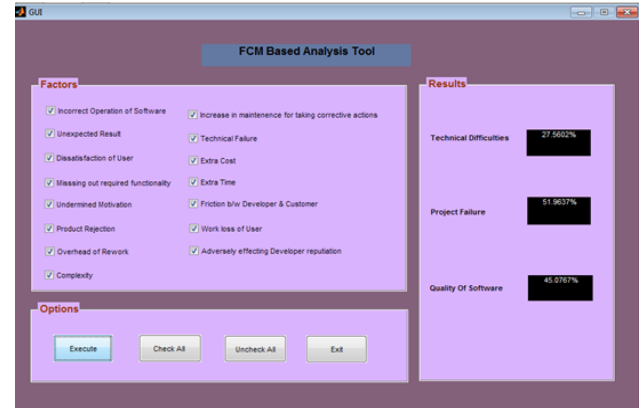 GUI
FCM Based Analysis Tool
Factors
Incorrect Operation of Software
Unexpected Result
Dissatisfaction of User
Misssing out required functionality
Undermined Motivation
Product Rejection
Overhead of Rework
Complexity
Increase in maintenence for taking corrective actions
Technical Failure
Extra Cost
Extra Time
Friction b/w Developer & Customer
Work loss of User
Adversely effecting Developer reputiation
Results
Technical Difficulties
27.5602%
Project Failure
51.9637%
Quality Of Software
45.0767%
Options
Execute
Check All
Uncheck All
Exit